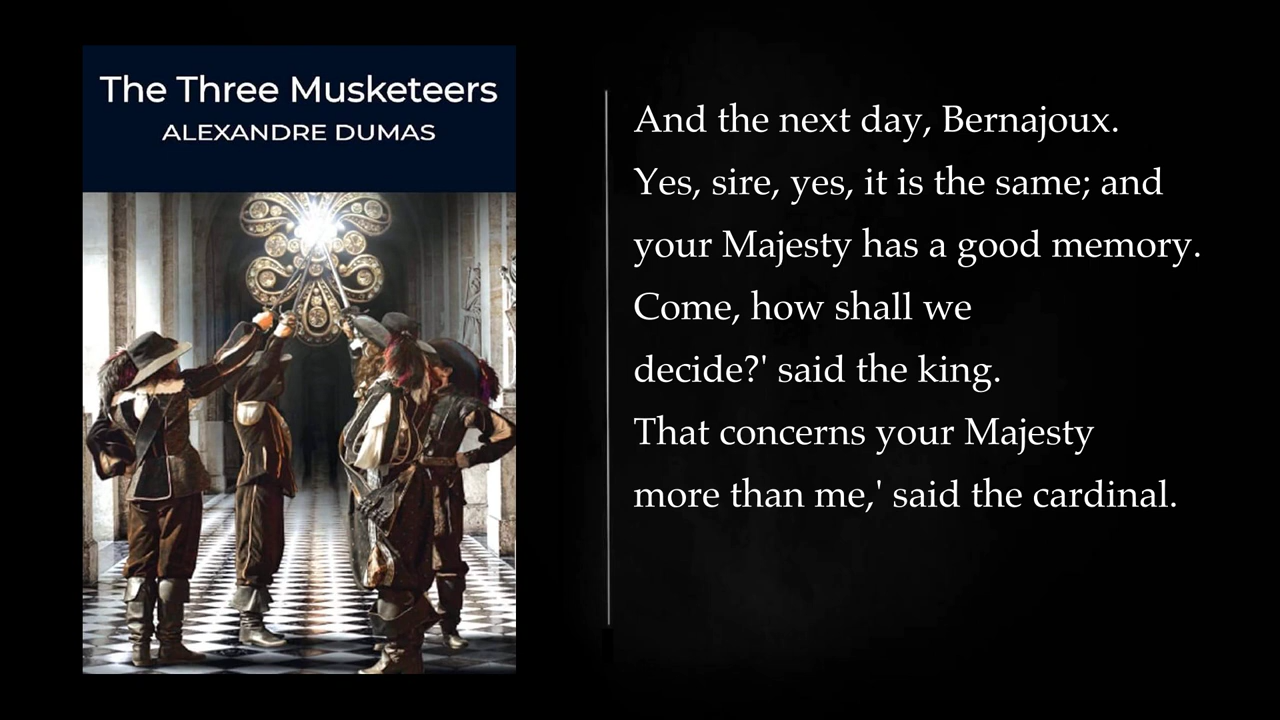 The Three Musketeers
ALEXANDRE DUMAS
And the next day, Bernajoux.
Yes, sire, yes, it is the same; and
your Majesty has a good memory.
Come, how shall we
decide?' said the king.
That concerns your Majesty
more than me,' said the cardinal.